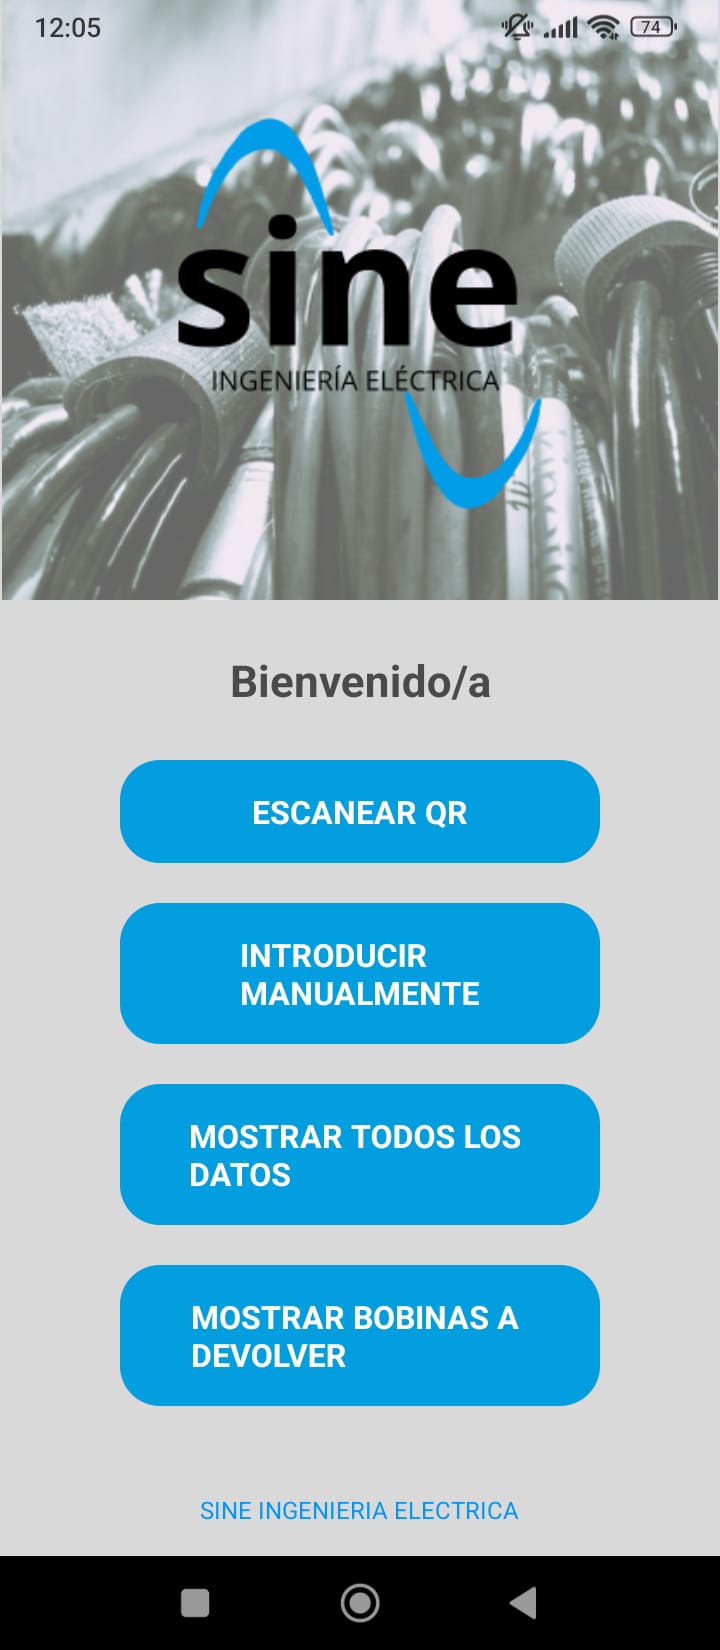 12:05
74
sine
INGENIERÍA ELÉCTRICA
Bienvenido/a
ESCANEAR QR
INTRODUCIR
MANUALMENTE
MOSTRAR TODOS LOS
DATOS
MOSTRAR BOBINAS A
DEVOLVER
SINE INGENIERIA ELECTRICA